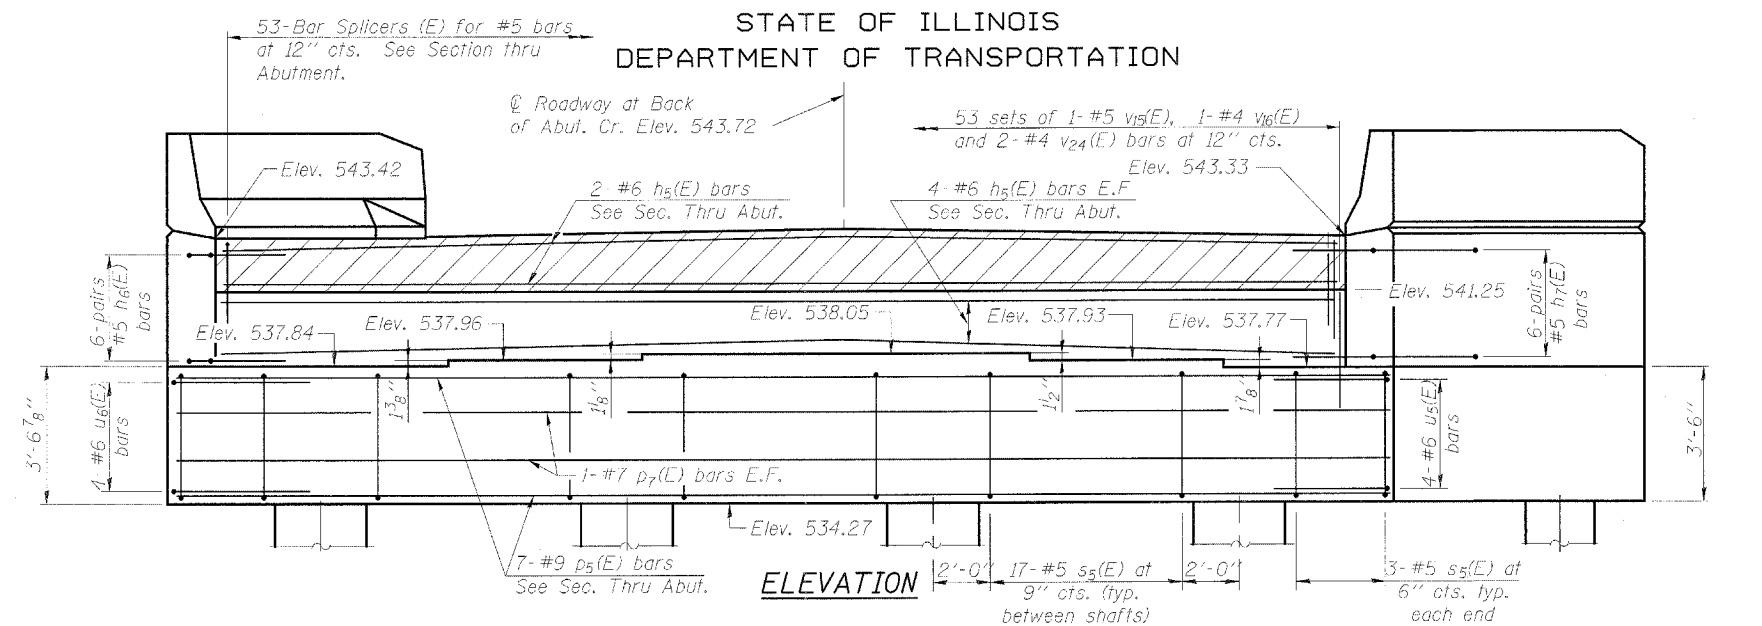 STATE OF ILLINOIS
DEPARTMENT OF TRANSPORTATION
53-Bar Splicers (E) for #5 bars
at 12" cts. See Section thru
Abutment.
℄ Roadway at Back
of Abut. Cr. Elev. 543.72
53 sets of 1-#5 v15(E), 1-#4 v16(E)
and 2-#4 v24(E) bars at 12" cts.
Elev. 543.33
Elev. 543.42
2-#6 h5(E) bars
See Sec. Thru Abut.
4-#6 h5(E) bars E.F
See Sec. Thru Abut.
6-pairs
#5 h6(E)
bars
Elev. 541.25
6-pairs
#5 h7(E)
bars
Elev. 537.84
Elev. 537.96
Elev. 538.05
Elev. 537.93
Elev. 537.77
3'-6 7/8"
4-#6 u6(E)
bars
1 3/8"
1 1/8"
1 1/2"
1 7/8"
4-#6 u5(E)
bars
3'-6"
1-#7 p7(E) bars E.F.
Elev. 534.27
7-#9 p5(E) bars
See Sec. Thru Abut.
ELEVATION
2'-0"
17-#5 s5(E) at
9" cts. (typ.
between shafts)
2'-0"
3-#5 s5(E) at
6" cts. typ.
each end